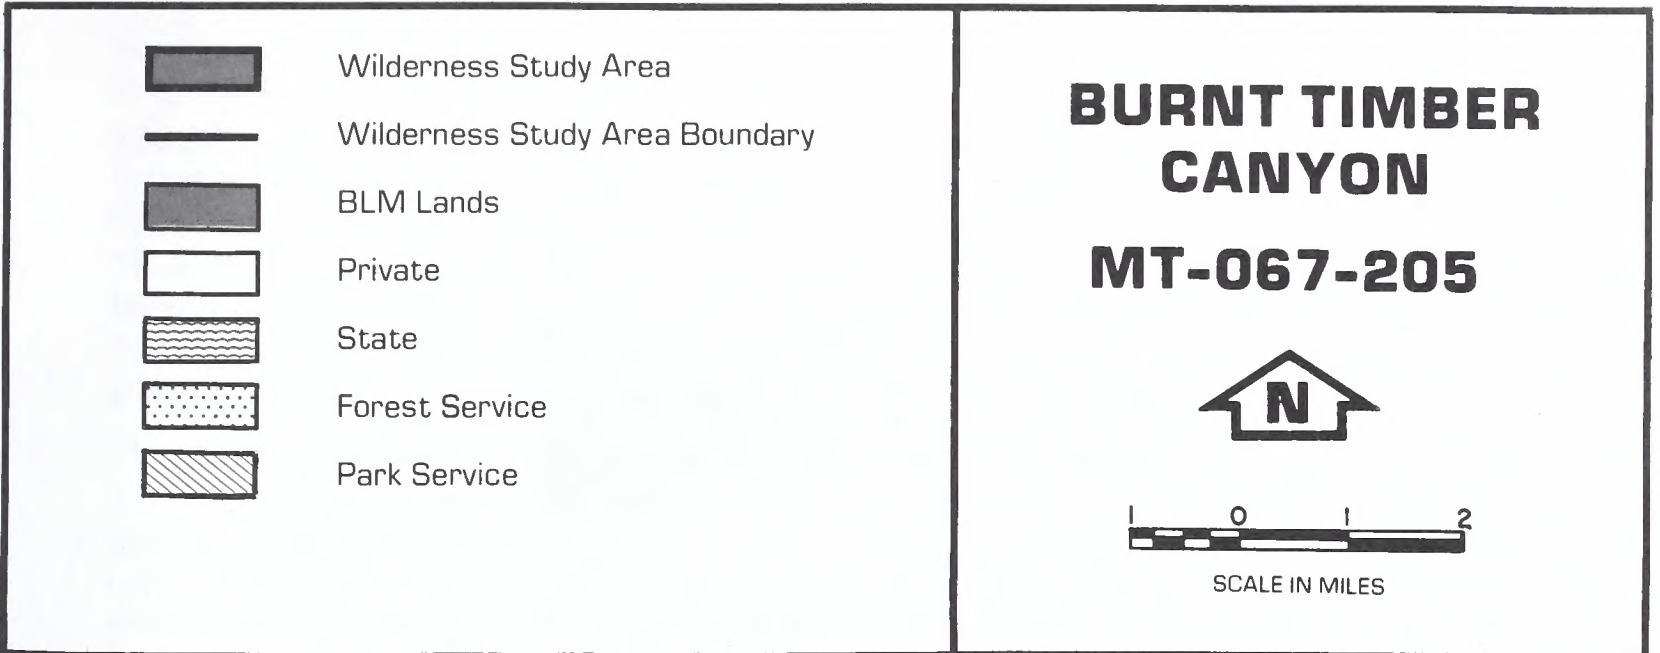 Wilderness Study Area
Wilderness Study Area Boundary
BLM Lands
Private
State
Forest Service
Park Service
BURNT TIMBER
CANYON
MT-067-205
N
1 0 1 2
SCALE IN MILES